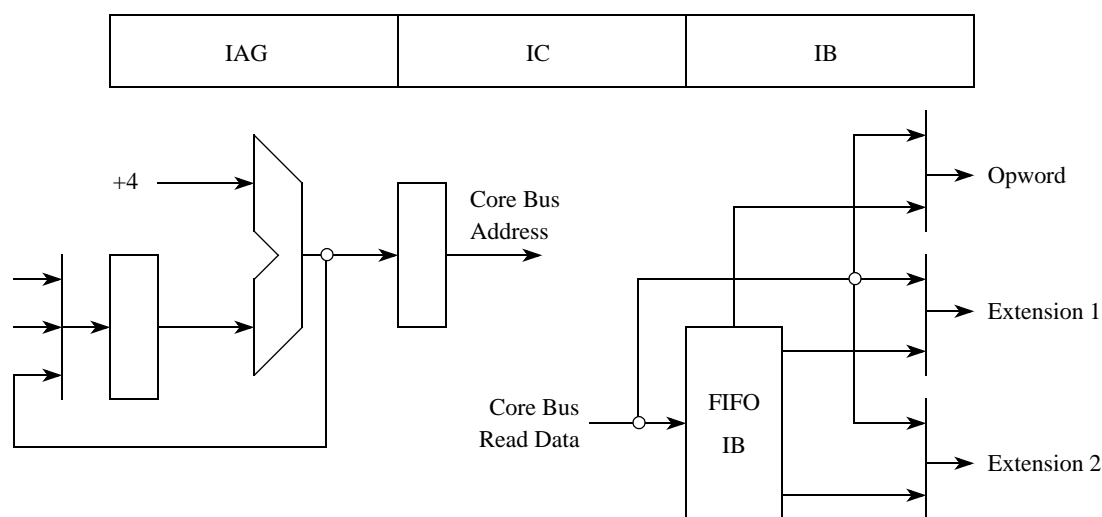 IAG
IC
IB
+4
Core Bus
Address
Opword
Extension 1
Core Bus
Read Data
FIFO
IB
Extension 2